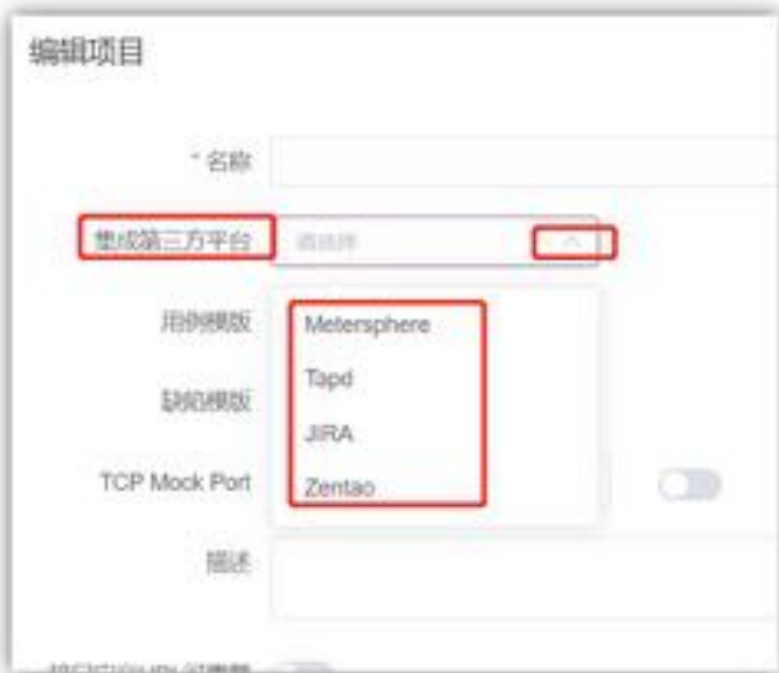 编辑项目
* 名称
集成第三方平台 请选择
用例模版
Metersphere
Tapd
缺陷模版
JIRA
TCP Mock Port
Zentao
描述